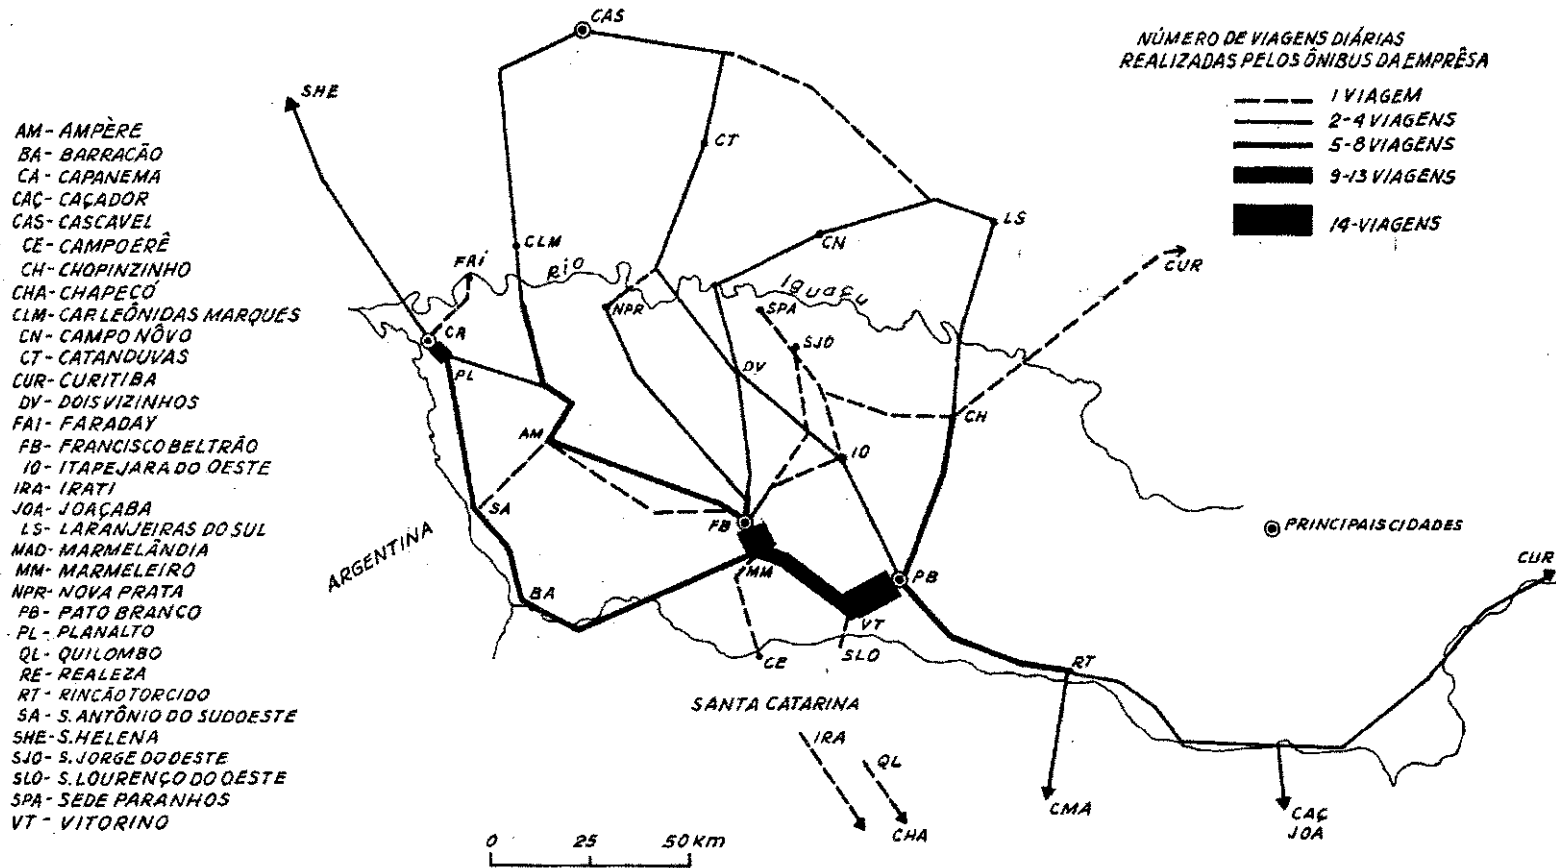 NÚMERO DE VIAGENS DIÁRIAS
REALIZADAS PELOS ÔNIBUS DA EMPRÊSA
1 VIAGEM
2-4 VIAGENS
5-8 VIAGENS
9-13 VIAGENS
14-VIAGENS
AM- AMPÈRE
BA- BARRACÃO
CA- CAPANEMA
CAÇ- CAÇADOR
CAS- CASCAVEL
CE- CAMPOERÊ
CH- CHOPINZINHO
CHA- CHAPECÓ
CLM- CAP. LEÔNIDAS MARQUES
CN- CAMPO NÔVO
CT- CATANDUVAS
CUR- CURITIBA
DV- DOIS VIZINHOS
FAI- FARADAY
FB- FRANCISCO BELTRÃO
IO- ITAPEJARA DO OESTE
IRA- IRATI
JOA- JOAÇABA
LS- LARANJEIRAS DO SUL
MAD- MARMELÂNDIA
MM- MARMELEIRO
NPR- NOVA PRATA
PB- PATO BRANCO
PL- PLANALTO
QL- QUILOMBO
RE- REALEZA
RT- RINCÃO TORCIDO
SA- S. ANTÔNIO DO SUDOESTE
SHE- S. HELENA
SJO- S. JORGE DO OESTE
SLO- S. LOURENÇO DO OESTE
SPA- SEDE PARANHOS
VT- VITORINO
CAS
SHE
CT
CLM
FAÍ
RIO
Iguaçu
CN
LS
CUR
NPR
SPA
SJO
CA
PL
DV
CH
AM
IO
SA
FB
ARGENTINA
PRINCIPAIS CIDADES
CUR
MM
PB
BA
VT
SLO
CE
RT
SANTA CATARINA
IRA
QL
CHA
CMA
CAÇ
JOA
0 25 50 Km